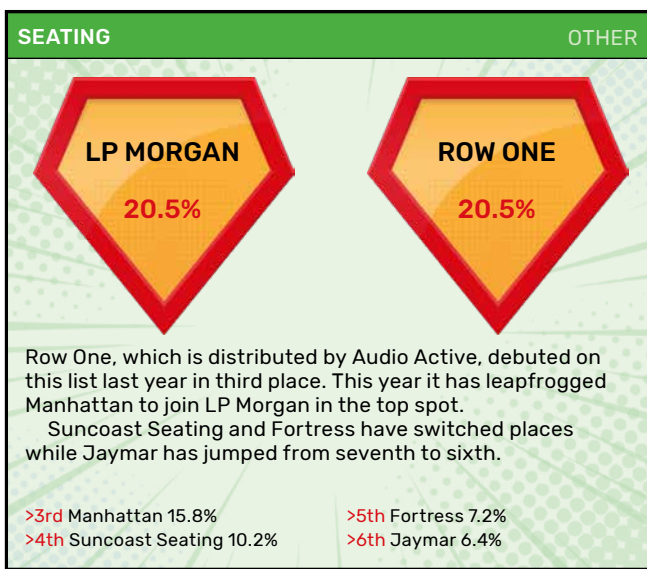 SEATING
OTHER
LP MORGAN
20.5%
ROW ONE
20.5%
Row One, which is distributed by Audio Active, debuted on
this list last year in third place. This year it has leapfrogged
Manhattan to join LP Morgan in the top spot.
Suncoast Seating and Fortress have switched places
while Jaymar has jumped from seventh to sixth.
>3rd Manhattan 15.8%
>4th Suncoast Seating 10.2%
>5th Fortress 7.2%
>6th Jaymar 6.4%